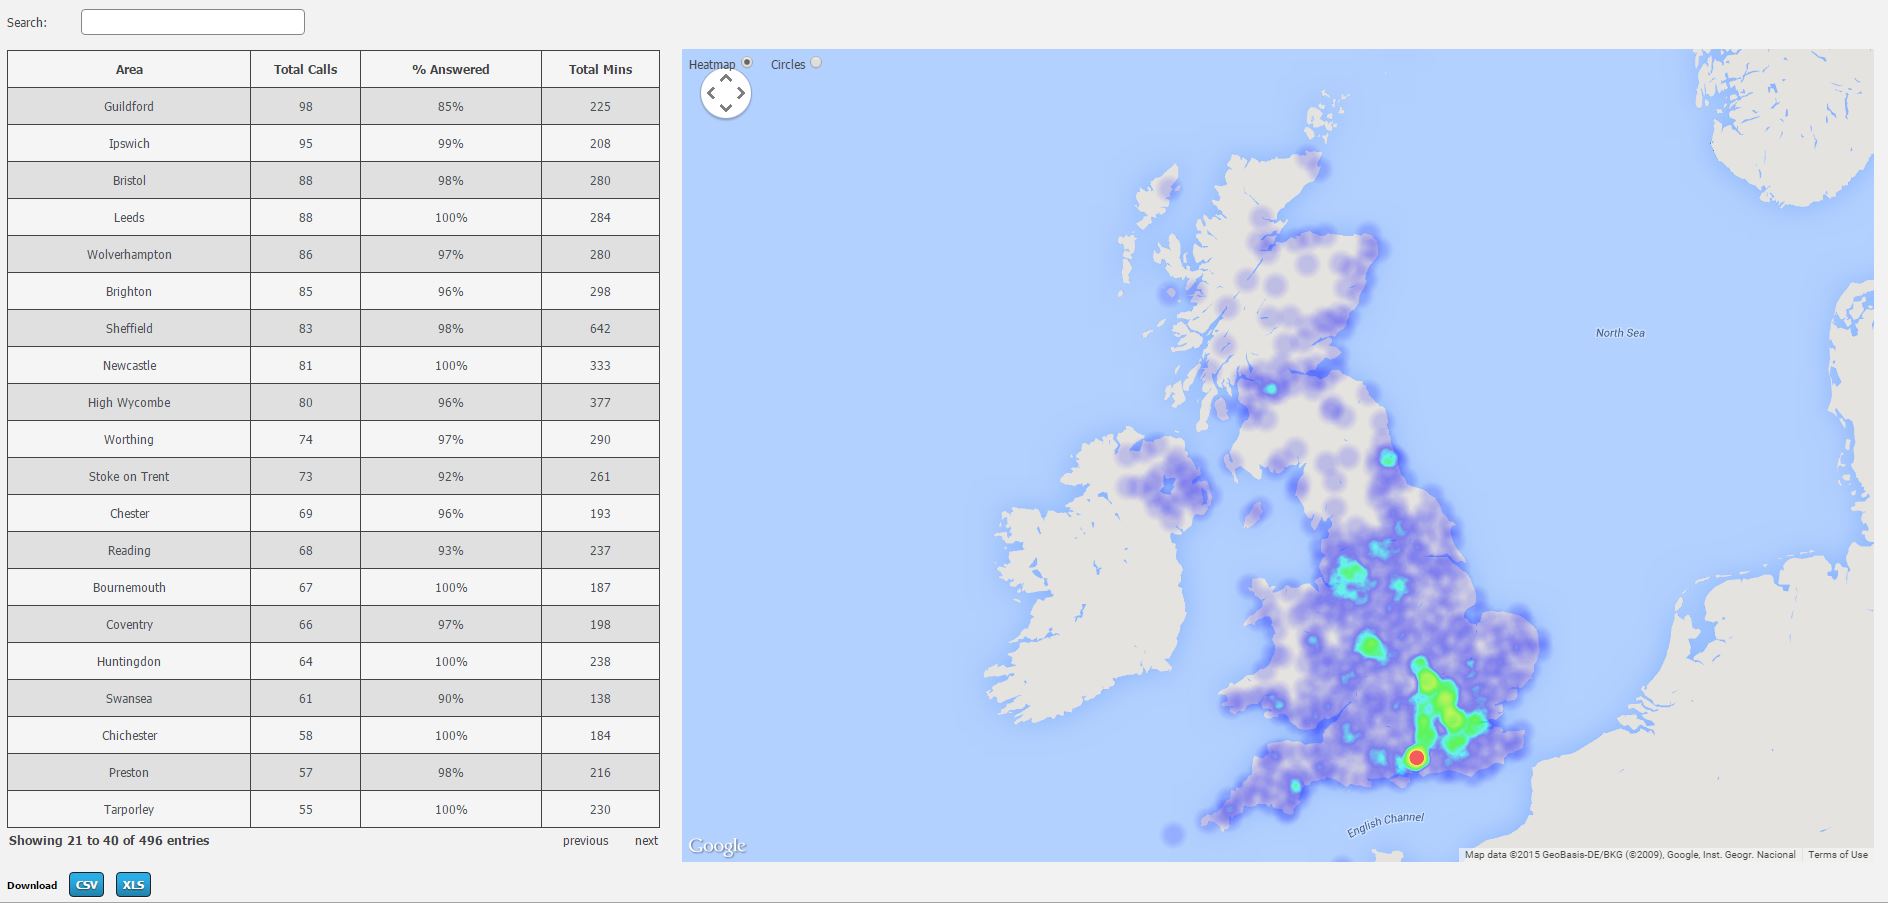 Search:
Area Total Calls % Answered Total Mins
Guildford 98 85% 225
Ipswich 95 99% 208
Bristol 88 98% 280
Leeds 88 100% 284
Wolverhampton 86 97% 280
Brighton 85 96% 298
Sheffield 83 98% 642
Newcastle 81 100% 333
High Wycombe 80 96% 377
Worthing 74 97% 290
Stoke on Trent 73 92% 261
Chester 69 96% 193
Reading 68 93% 237
Bournemouth 67 100% 187
Coventry 66 97% 198
Huntingdon 64 100% 238
Swansea 61 90% 138
Chichester 58 100% 184
Preston 57 98% 216
Tarporley 55 100% 230
Showing 21 to 40 of 496 entries previous next
Download CSV XLS
Heatmap Circles
North Sea
English Channel
Google
Map data ©2015 GeoBasis-DE/BKG (©2009), Google, Inst. Geogr. Nacional Terms of Use